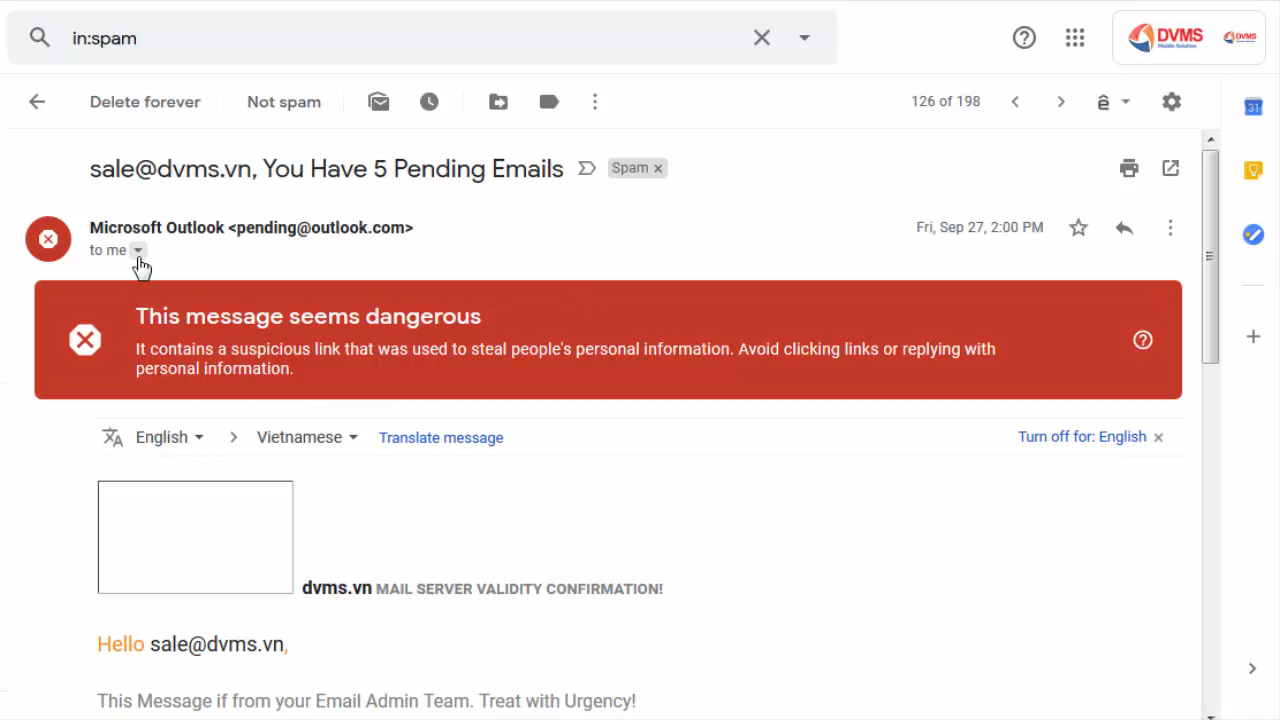 in:spam
DVMS
Mobile Solution
DVMS
Delete forever
Not spam
126 of 198
ê
31
sale@dvms.vn, You Have 5 Pending Emails
Spam ×
Microsoft Outlook <pending@outlook.com>
Fri, Sep 27, 2:00 PM
to me
This message seems dangerous
It contains a suspicious link that was used to steal people's personal information. Avoid clicking links or replying with
personal information.
English
Vietnamese
Translate message
Turn off for: English ×
dvms.vn MAIL SERVER VALIDITY CONFIRMATION!
Hello sale@dvms.vn,
This Message if from your Email Admin Team. Treat with Urgency!